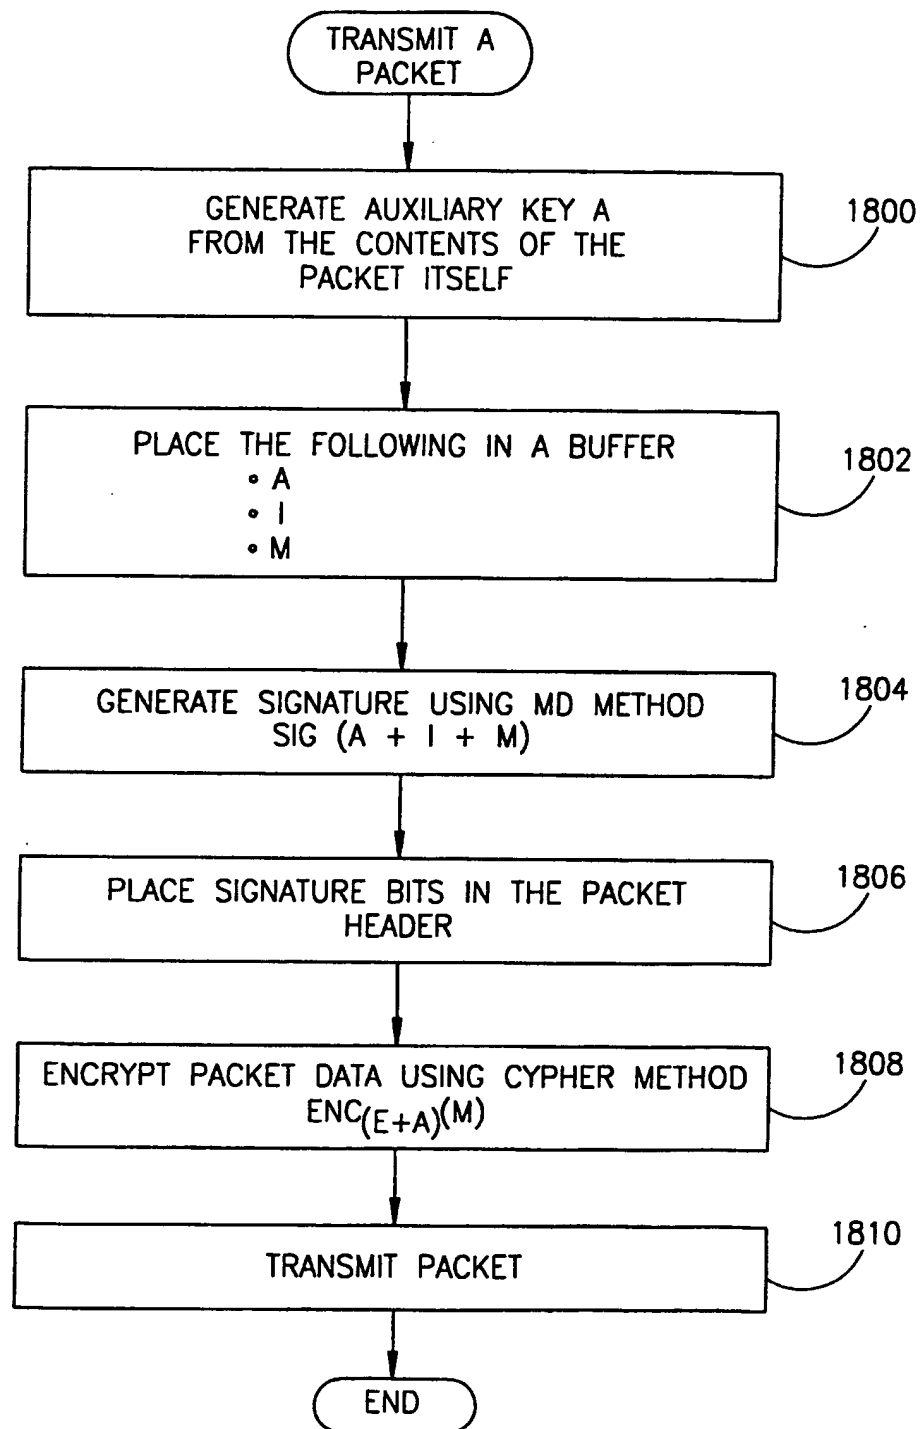 TRANSMIT A
PACKET
GENERATE AUXILIARY KEY A
FROM THE CONTENTS OF THE
PACKET ITSELF
1800
PLACE THE FOLLOWING IN A BUFFER
• A
• I
• M
1802
GENERATE SIGNATURE USING MD METHOD
SIG (A + I + M)
1804
PLACE SIGNATURE BITS IN THE PACKET
HEADER
1806
ENCRYPT PACKET DATA USING CYPHER METHOD
ENC(E+A)(M)
1808
TRANSMIT PACKET
1810
END